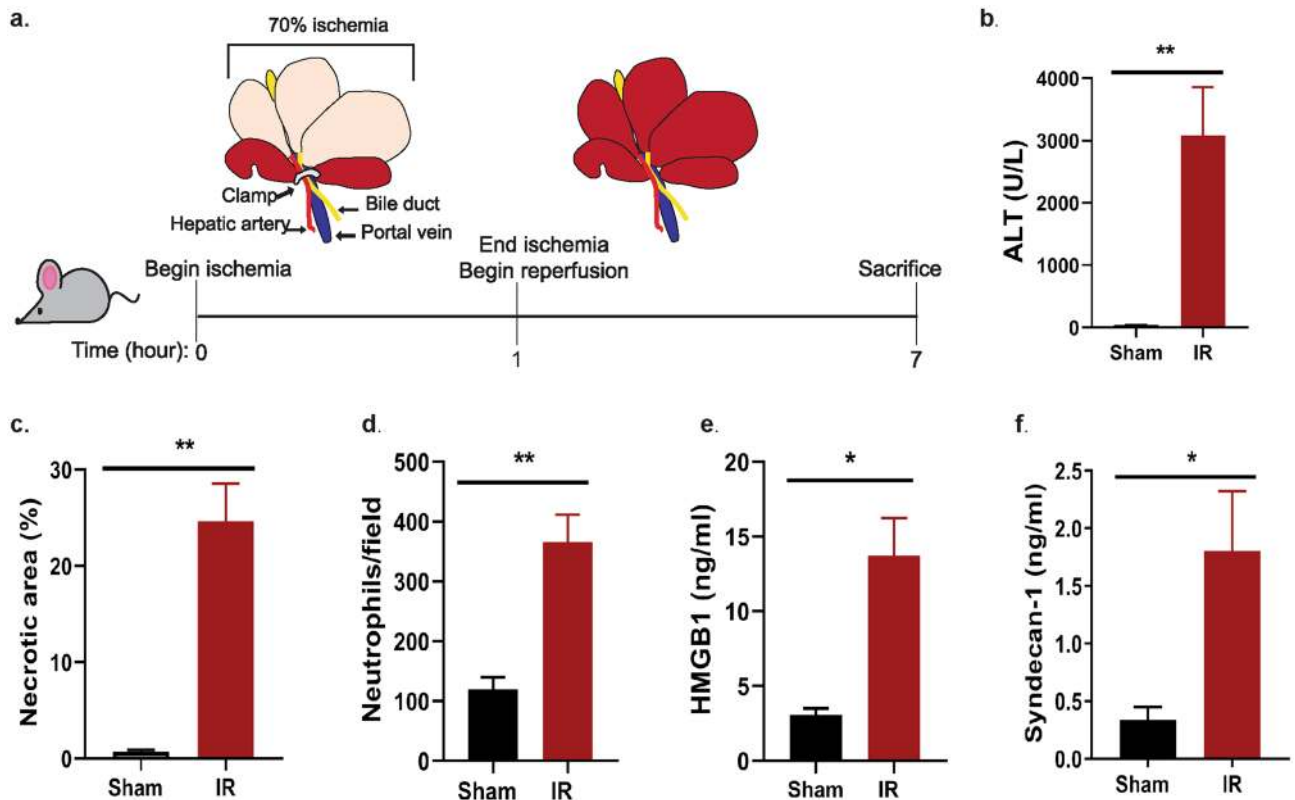 a.
70% ischemia
Clamp
Bile duct
Hepatic artery
Portal vein
Begin ischemia
End ischemia
Begin reperfusion
Sacrifice
Time (hour): 0
1
7
b.
**
ALT (U/L)
4000
3000
2000
1000
0
Sham
IR
c.
**
Necrotic area (%)
30
20
10
0
Sham
IR
d.
**
Neutrophils/field
500
400
300
200
100
0
Sham
IR
e.
*
HMGB1 (ng/ml)
20
15
10
5
0
Sham
IR
f.
*
Syndecan-1 (ng/ml)
2.5
2.0
1.5
1.0
0.5
0.0
Sham
IR